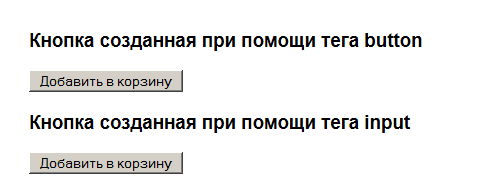 Кнопка созданная при помощи тега button
Добавить в корзину
Кнопка созданная при помощи тега input
Добавить в корзину